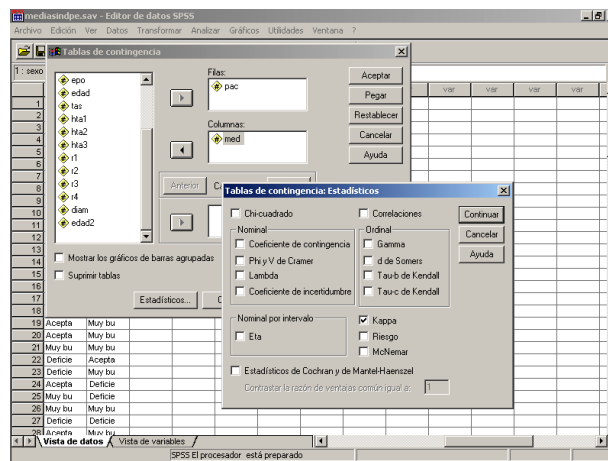 mediasindpe.sav - Editor de datos SPSS
Archivo Edición Ver Datos Transformar Analizar Gráficos Utilidades Ventana ?
Tablas de contingencia
1 : sexo
epo
edad
tas
hta1
hta2
hta3
r1
r2
r3
r4
diam
edad2
Filas:
pac
Columnas:
med
Anterior
Aceptar
Pegar
Restablecer
Cancelar
Ayuda
Mostrar los gráficos de barras agrupadas
Suprimir tablas
Estadísticos...
var var var var
Tablas de contingencia: Estadísticos
Chi-cuadrado
Correlaciones
Continuar
Cancelar
Ayuda
Nominal
Coeficiente de contingencia
Phi y V de Cramer
Lambda
Coeficiente de incertidumbre
Ordinal
Gamma
d de Somers
Tau-b de Kendall
Tau-c de Kendall
Nominal por intervalo
Eta
Kappa
Riesgo
McNemar
Estadísticos de Cochran y de Mantel-Haenszel
Contrastar la razón de ventajas común igual a: 1
1
2
3
4
5
6
7
8
9
10
11
12
13
14
15
16
17
18
19 Acepta Muy bu
20 Acepta Muy bu
21 Muy bu Muy bu
22 Deficie Acepta
23 Deficie Muy bu
24 Acepta Deficie
25 Muy bu Deficie
26 Muy bu Muy bu
27 Deficie Deficie
28 Acepta Muy bu
Vista de datos Vista de variables
SPSS El procesador está preparado